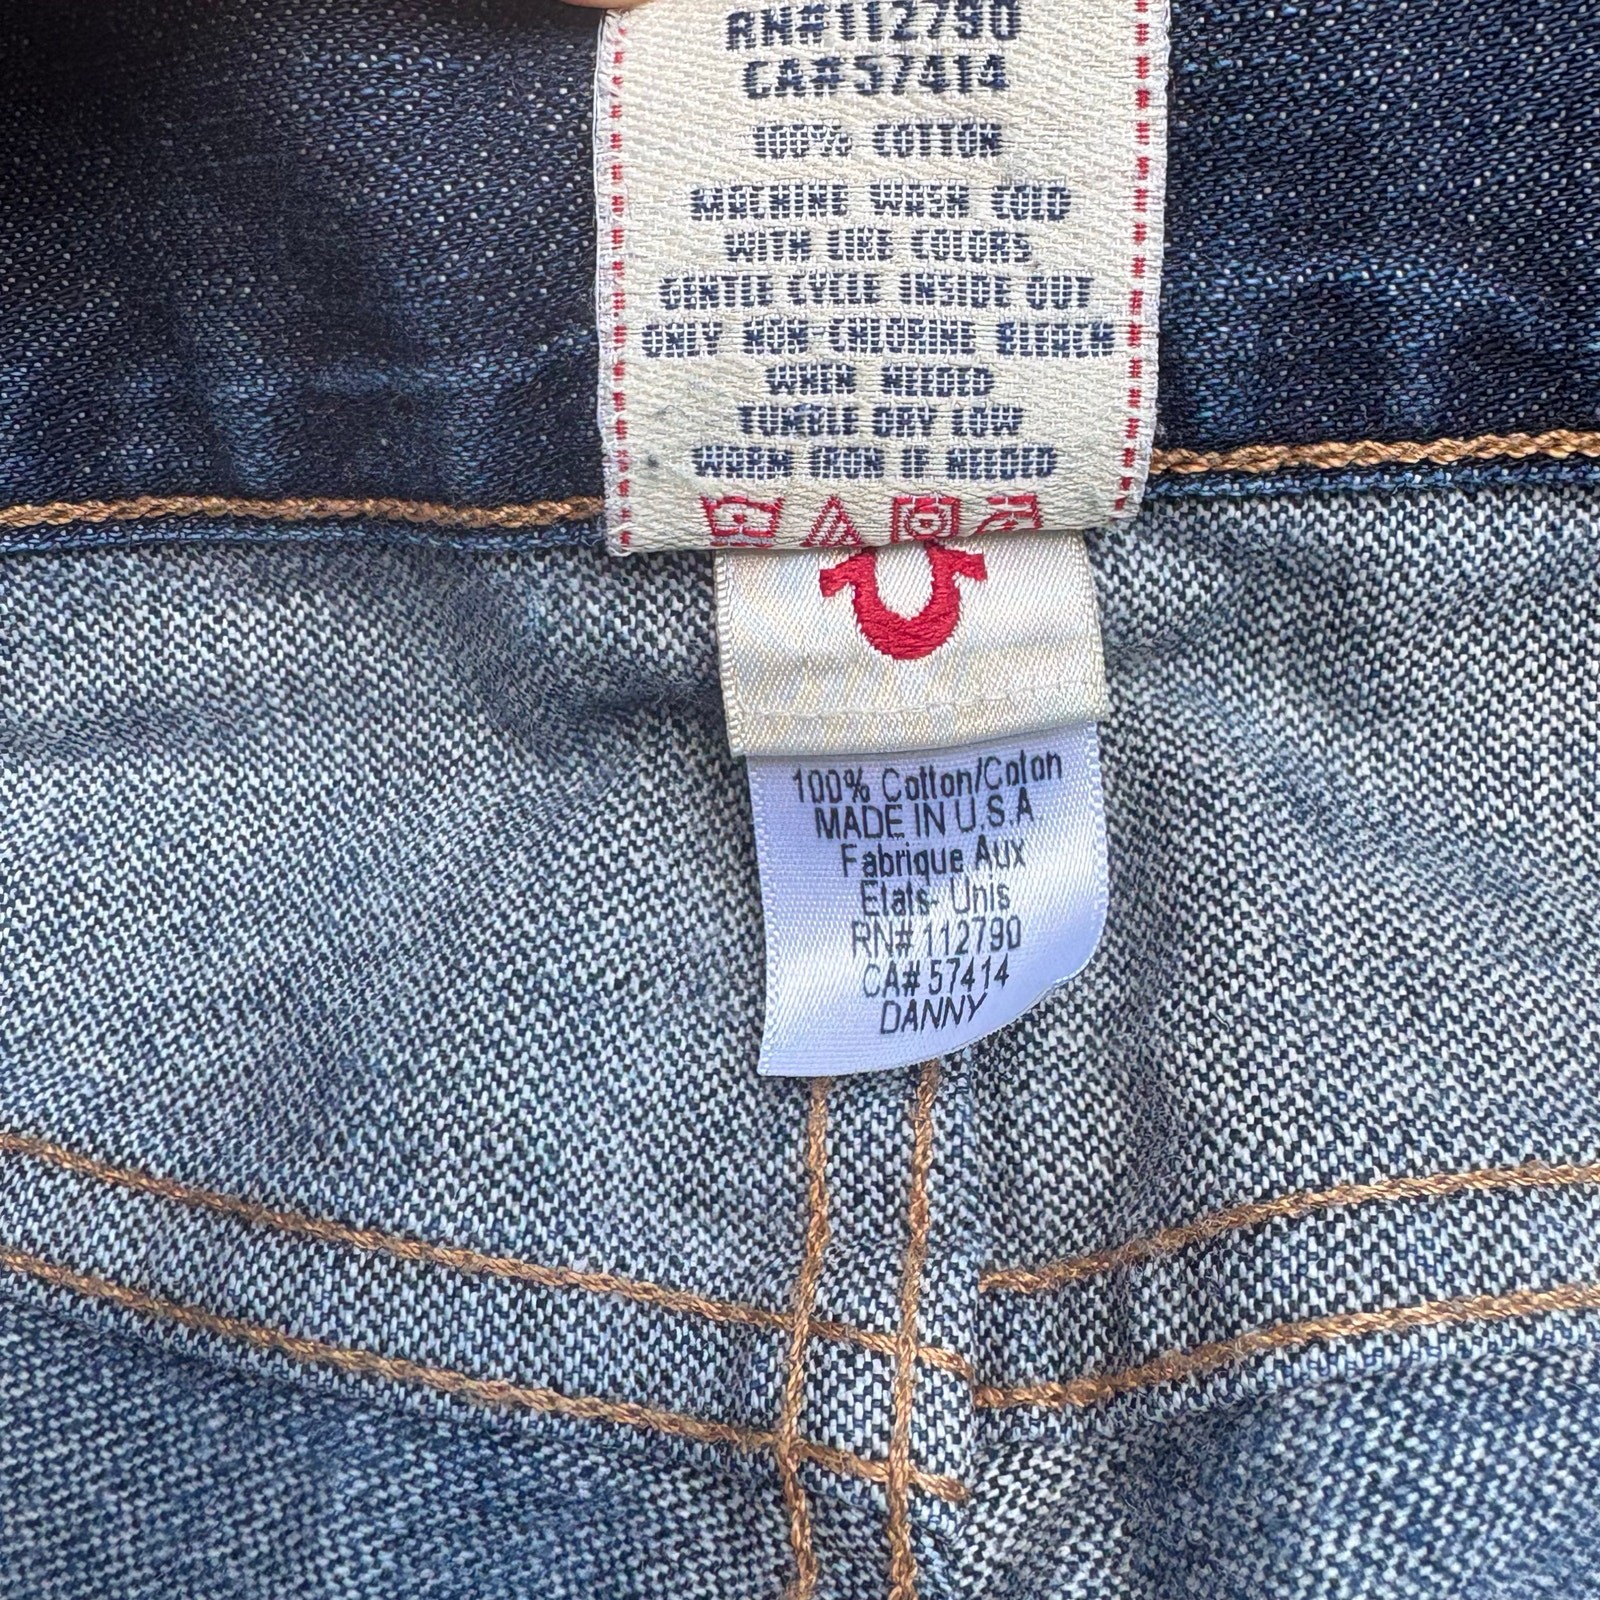 RN#112790
CA#57414
100% COTTON
MACHINE WASH COLD
WITH LIKE COLORS
GENTLE CYCLE INSIDE OUT
ONLY NON-CHLORINE BLEACH
WHEN NEEDED
TUMBLE DRY LOW
WARM IRON IF NEEDED
100% Cotton/Coton
MADE IN U.S.A
Fabrique Aux
Etats- Unis
RN# 112790
CA# 57414
DANNY